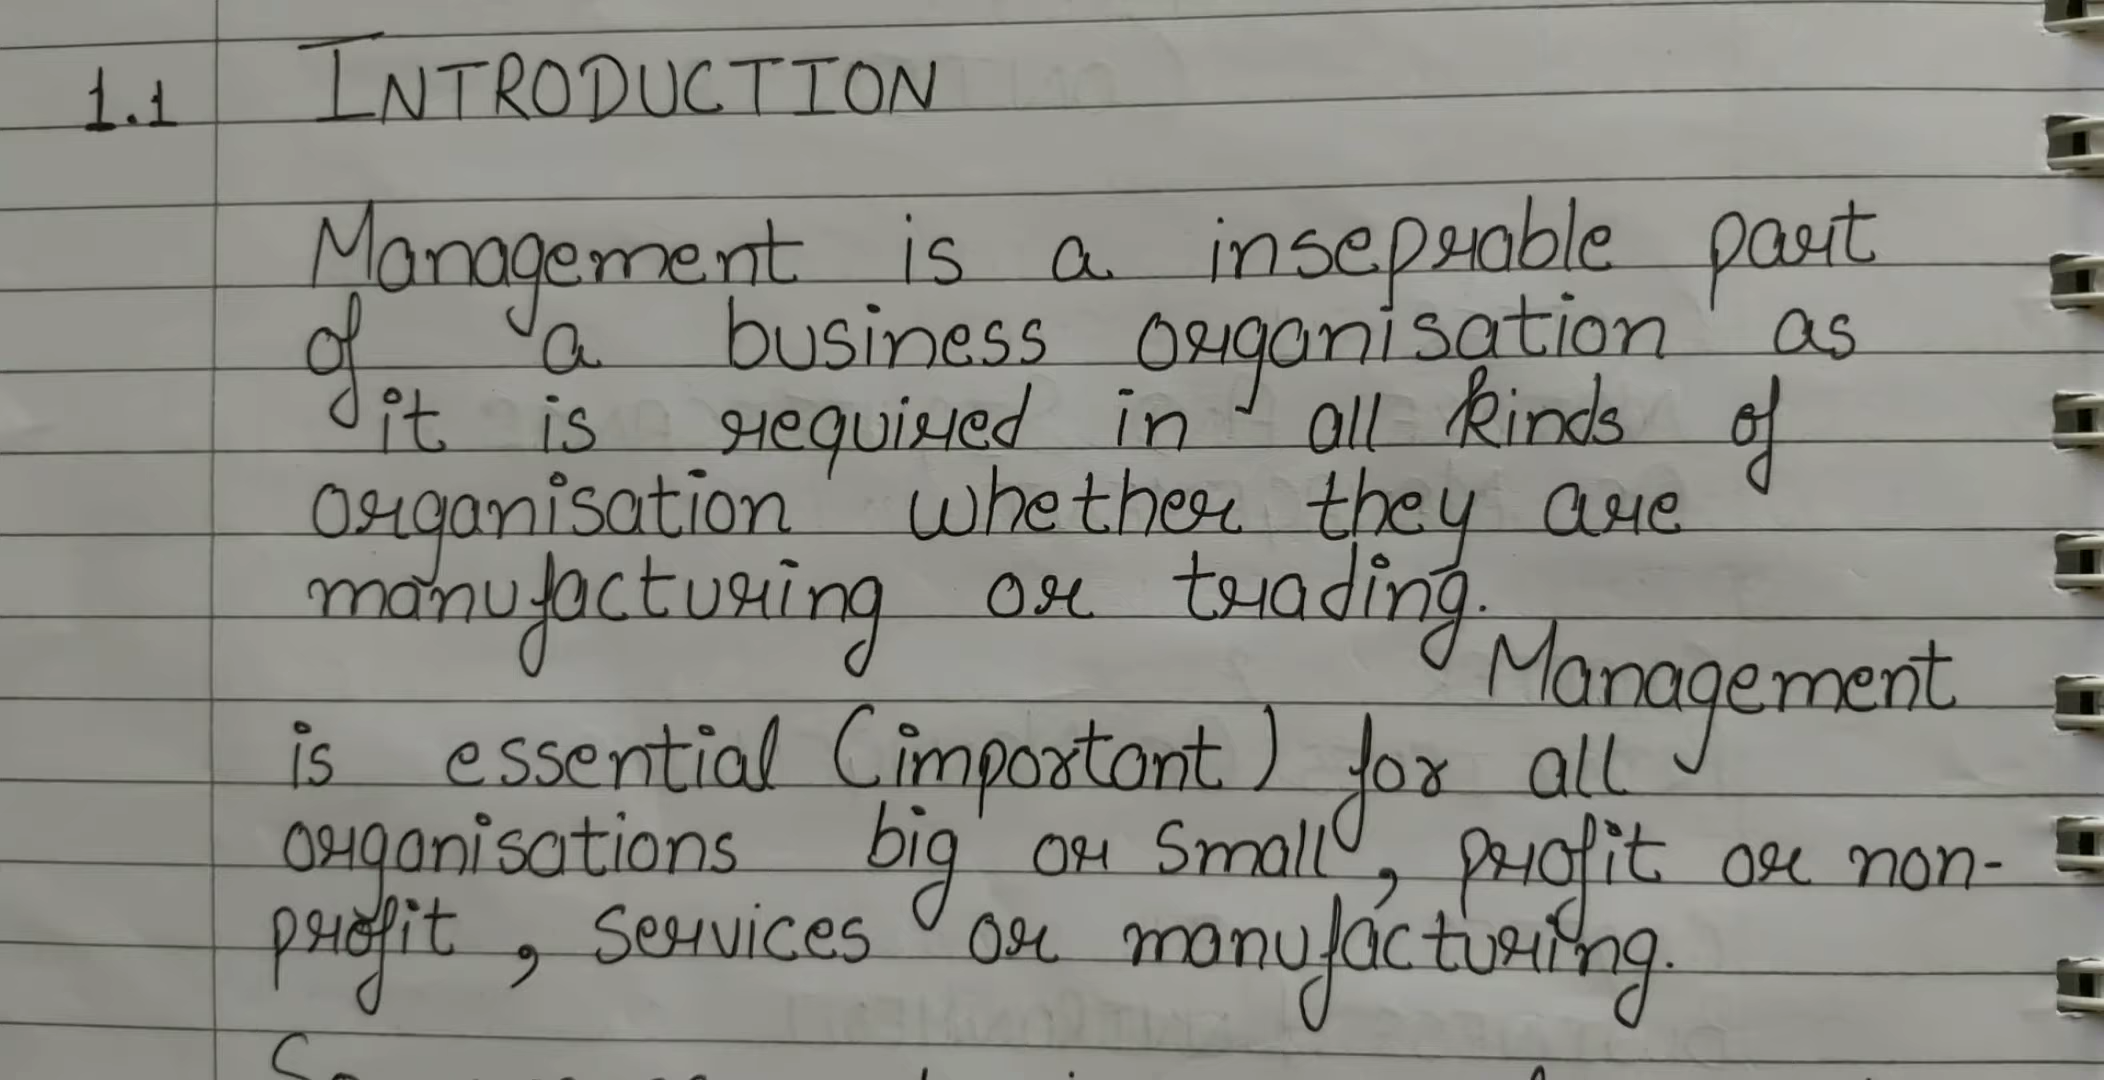 1.1 INTRODUCTION
Management is a inseprable part
of a business organisation as
it is required in all kinds of
organisation whether they are
manufacturing or trading.
Management
is essential (important) for all
organisations big or small, profit or non-
profit, services or manufacturing.